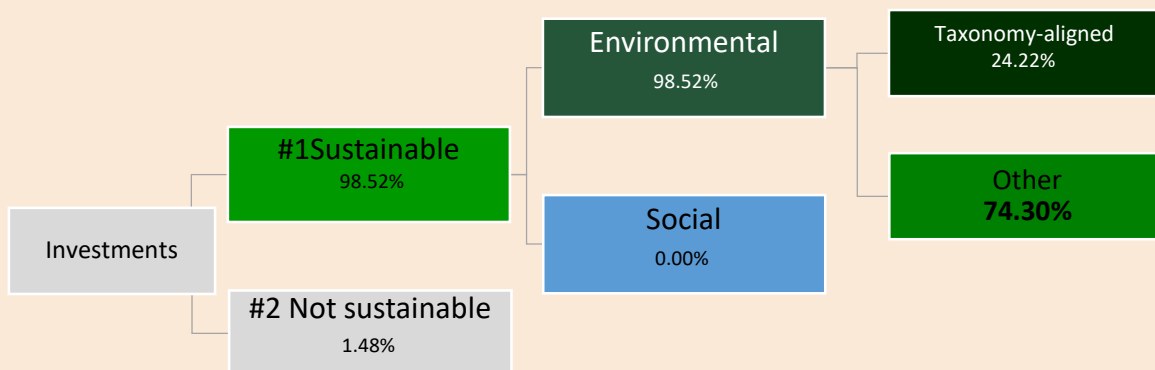 Investments
#1Sustainable
98.52%
#2 Not sustainable
1.48%
Environmental
98.52%
Social
0.00%
Taxonomy-aligned
24.22%
Other
74.30%